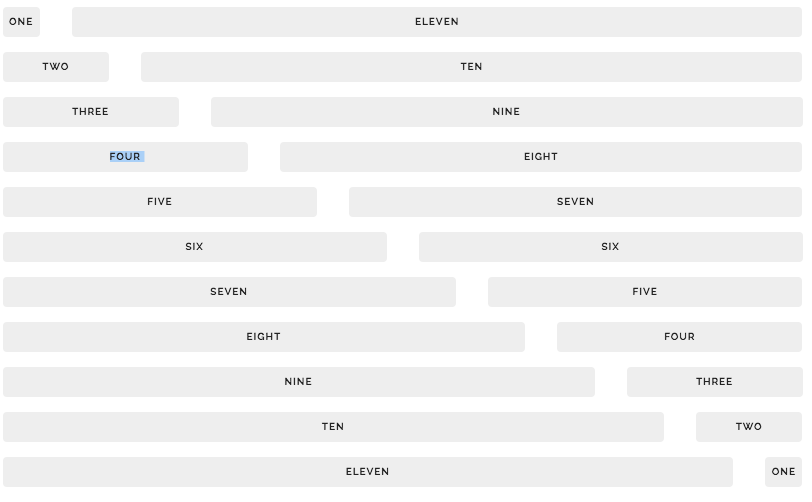 ONE ELEVEN
TWO TEN
THREE NINE
FOUR EIGHT
FIVE SEVEN
SIX SIX
SEVEN FIVE
EIGHT FOUR
NINE THREE
TEN TWO
ELEVEN ONE